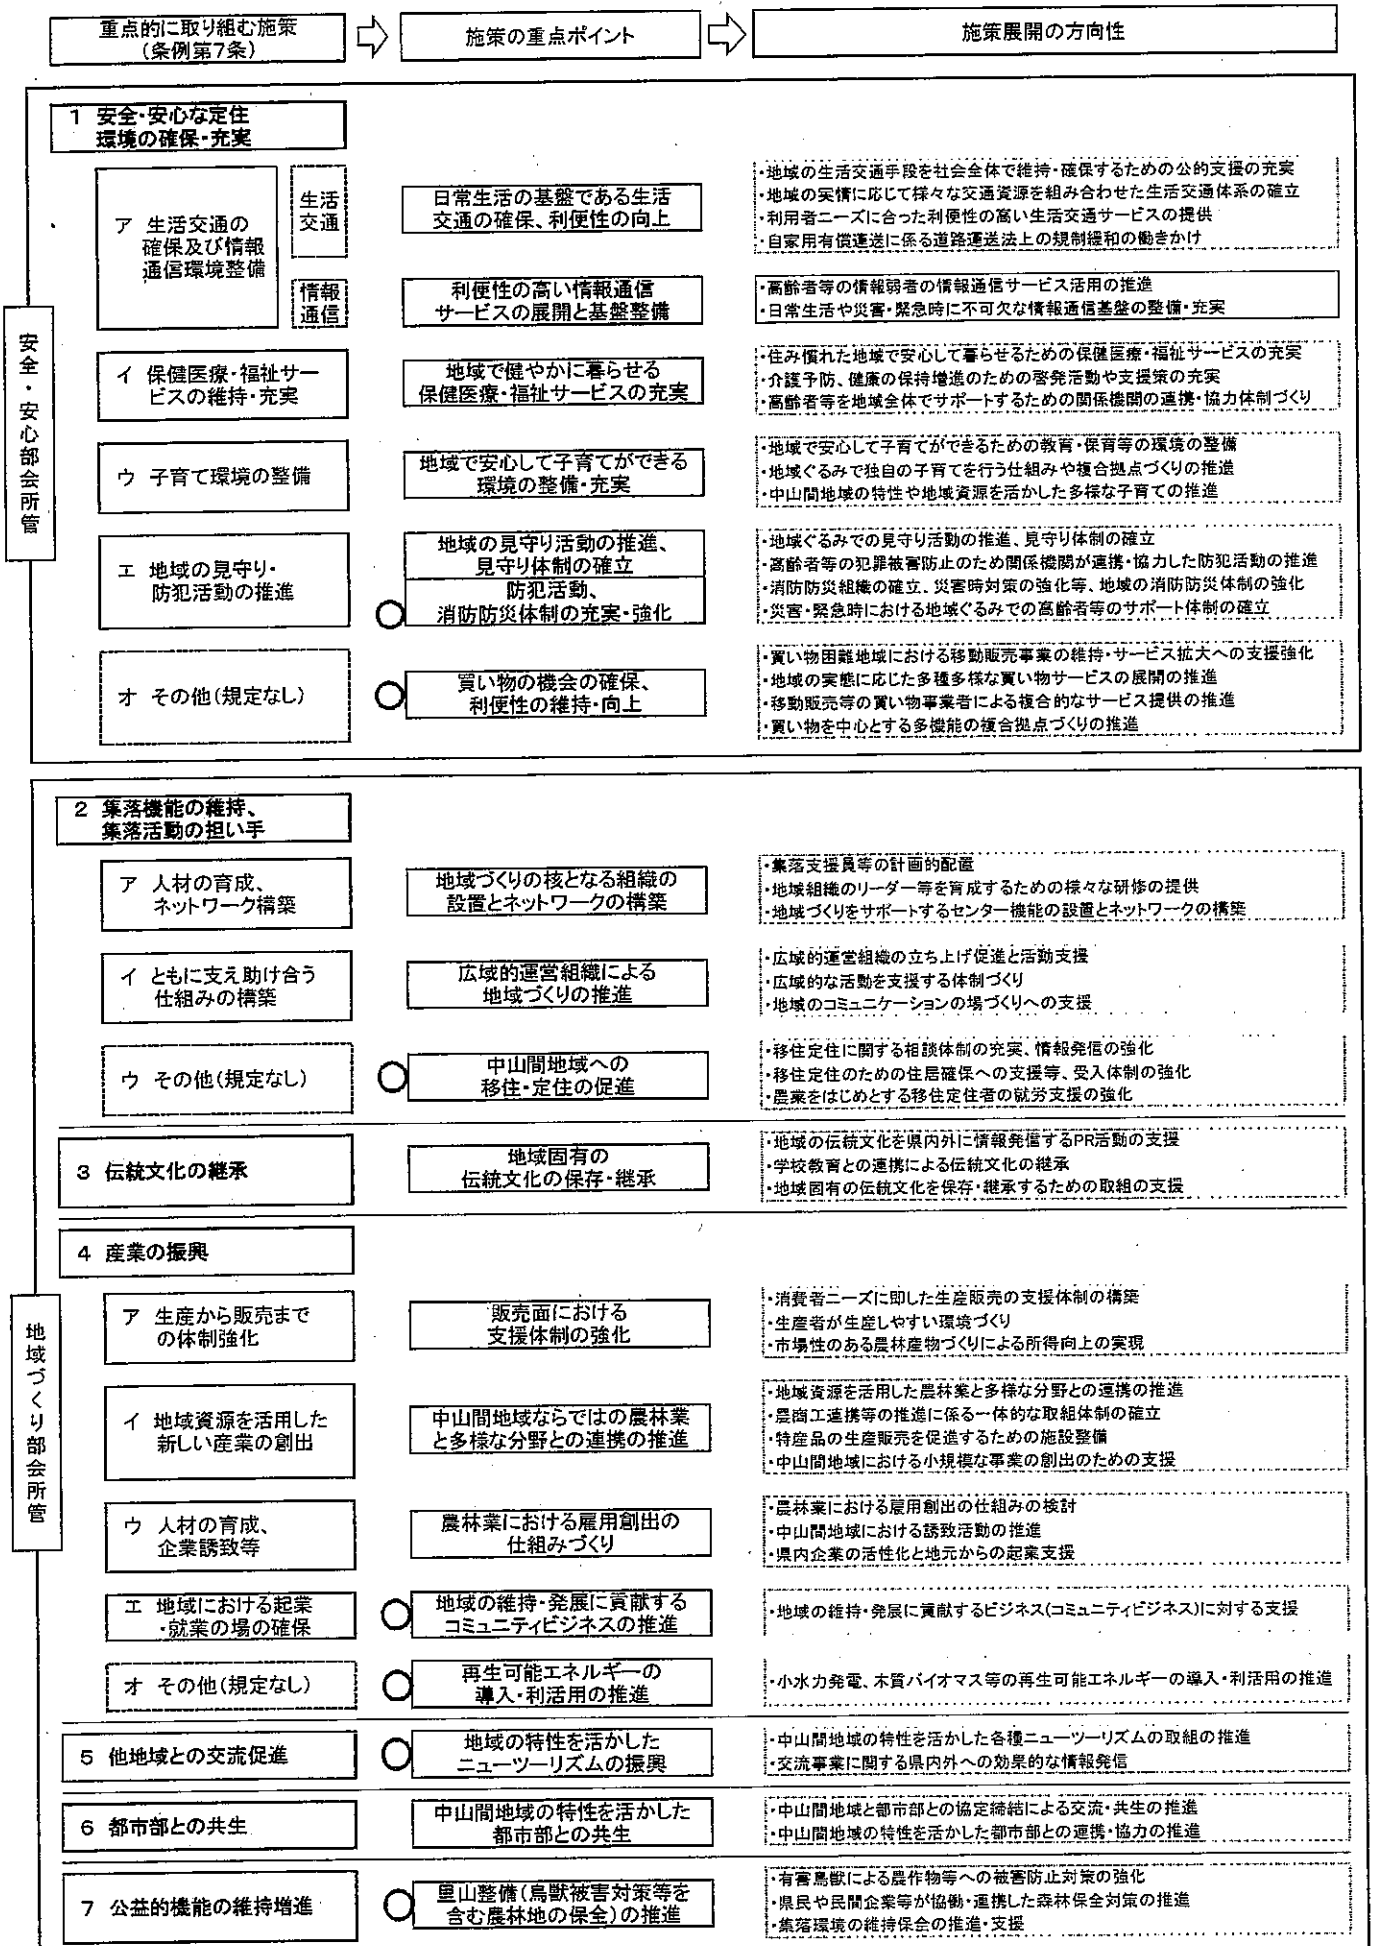 重点的に取り組む施策
(条例第7条)
施策の重点ポイント
施策展開の方向性
1 安全・安心な定住
環境の確保・充実
ア 生活交通の
確保及び情報
通信環境整備
生活
交通
日常生活の基盤である生活
交通の確保、利便性の向上
・地域の生活交通手段を社会全体で維持・確保するための公的支援の充実
・地域の実情に応じて様々な交通資源を組み合わせた生活交通体系の確立
・利用者ニーズに合った利便性の高い生活交通サービスの提供
・自家用有償運送に係る道路運送法上の規制緩和の働きかけ
情報
通信
利便性の高い情報通信
サービスの展開と基盤整備
・高齢者等の情報弱者の情報通信サービス活用の推進
・日常生活や災害・緊急時に不可欠な情報通信基盤の整備・充実
安全・安心部会所管
イ 保健医療・福祉サー
ビスの維持・充実
地域で健やかに暮らせる
保健医療・福祉サービスの充実
・住み慣れた地域で安心して暮らせるための保健医療・福祉サービスの充実
・介護予防、健康の保持増進のための啓発活動や支援策の充実
・高齢者等を地域全体でサポートするための関係機関の連携・協力体制づくり
ウ 子育て環境の整備
地域で安心して子育てができる
環境の整備・充実
・地域で安心して子育てができるための教育・保育等の環境の整備
・地域ぐるみで独自の子育てを行う仕組みや複合拠点づくりの推進
・中山間地域の特性や地域資源を活かした多様な子育ての推進
エ 地域の見守り・
防犯活動の推進
地域の見守り活動の推進、
見守り体制の確立
防犯活動、
消防防災体制の充実・強化
・地域ぐるみでの見守り活動の推進、見守り体制の確立
・高齢者等の犯罪被害防止のため関係機関が連携・協力した防犯活動の推進
・消防防災組織の確立、災害時対策の強化等、地域の消防防災体制の強化
・災害・緊急時における地域ぐるみでの高齢者等のサポート体制の確立
オ その他(規定なし)
買い物の機会の確保、
利便性の維持・向上
・買い物困難地域における移動販売事業の維持・サービス拡大への支援強化
・地域の実態に応じた多種多様な買い物サービスの展開の推進
・移動販売等の買い物事業者による複合的なサービス提供の推進
・買い物を中心とする多機能の複合拠点づくりの推進
2 集落機能の維持、
集落活動の担い手
ア 人材の育成、
ネットワーク構築
地域づくりの核となる組織の
設置とネットワークの構築
・集落支援員等の計画的配置
・地域組織のリーダー等を育成するための様々な研修の提供
・地域づくりをサポートするセンター機能の設置とネットワークの構築
イ ともに支え助け合う
仕組みの構築
広域的運営組織による
地域づくりの推進
・広域的運営組織の立ち上げ促進と活動支援
・広域的な活動を支援する体制づくり
・地域のコミュニケーションの場づくりへの支援
ウ その他(規定なし)
中山間地域への
移住・定住の促進
・移住定住に関する相談体制の充実、情報発信の強化
・移住定住のための住居確保への支援等、受入体制の強化
・農業をはじめとする移住定住者の就労支援の強化
3 伝統文化の継承
地域固有の
伝統文化の保存・継承
・地域の伝統文化を県内外に情報発信するPR活動の支援
・学校教育との連携による伝統文化の継承
・地域固有の伝統文化を保存・継承するための取組の支援
4 産業の振興
地域づくり部会所管
ア 生産から販売まで
の体制強化
販売面における
支援体制の強化
・消費者ニーズに即した生産販売の支援体制の構築
・生産者が生産しやすい環境づくり
・市場性のある農林産物づくりによる所得向上の実現
イ 地域資源を活用した
新しい産業の創出
中山間地域ならではの農林業
と多様な分野との連携の推進
・地域資源を活用した農林業と多様な分野との連携の推進
・農商工連携等の推進に係る一体的な取組体制の確立
・特産品の生産販売を促進するための施設整備
・中山間地域における小規模な事業の創出のための支援
ウ 人材の育成、
企業誘致等
農林業における雇用創出の
仕組みづくり
・農林業における雇用創出の仕組みの検討
・中山間地域における誘致活動の推進
・県内企業の活性化と地元からの起業支援
エ 地域における起業
・就業の場の確保
地域の維持・発展に貢献する
コミュニティビジネスの推進
・地域の維持・発展に貢献するビジネス(コミュニティビジネス)に対する支援
オ その他(規定なし)
再生可能エネルギーの
導入・利活用の推進
・小水力発電、木質バイオマス等の再生可能エネルギーの導入・利活用の推進
5 他地域との交流促進
地域の特性を活かした
ニューツーリズムの振興
・中山間地域の特性を活かした各種ニューツーリズムの取組の推進
・交流事業に関する県内外への効果的な情報発信
6 都市部との共生
中山間地域の特性を活かした
都市部との共生
・中山間地域と都市部との協定締結による交流・共生の推進
・中山間地域の特性を活かした都市部との連携・協力の推進
7 公益的機能の維持増進
里山整備(鳥獣被害対策等を
含む農林地の保全)の推進
・有害鳥獣による農作物等への被害防止対策の強化
・県民や民間企業等が協働・連携した森林保全対策の推進
・集落環境の維持保全の推進・支援